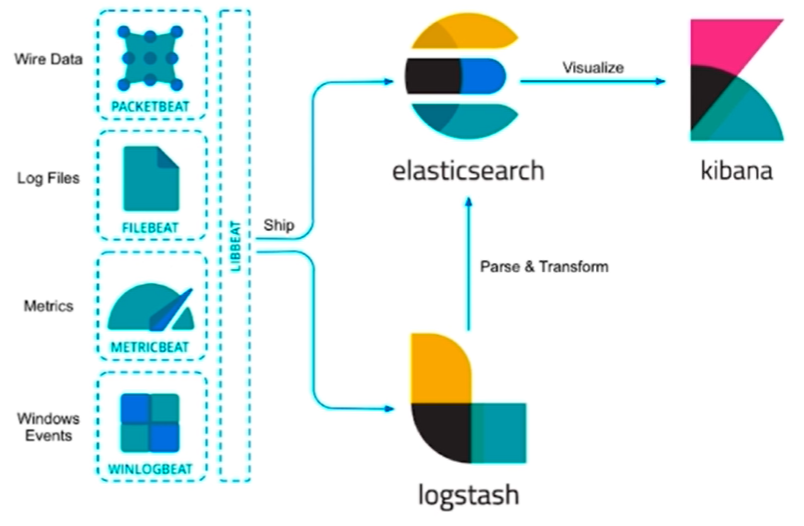 Wire Data
PACKETBEAT
Log Files
FILEBEAT
Metrics
METRICBEAT
Windows
Events
WINLOGBEAT
LIBBEAT
Ship
elasticsearch
Visualize
kibana
Parse & Transform
logstash